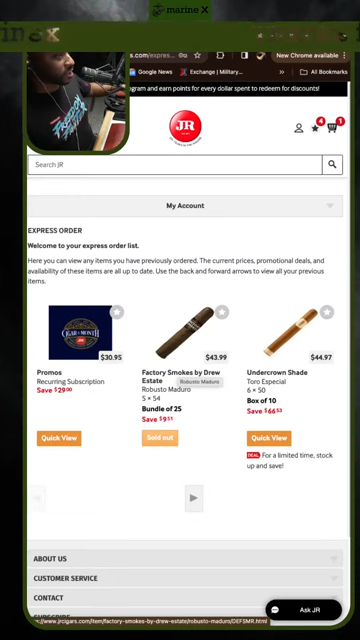 marine X
inex
s.com/expres...
New Chrome available
Google News
Exchange | Military...
»
All Bookmarks
gram and earn points for every dollar spent to redeem for discounts!
JR
4
1
Search JR
My Account
EXPRESS ORDER
Welcome to your express order list.
Here you can view any items you have previously ordered. The current prices, promotional deals, and
availability of these items are all up to date. Use the back and forward arrows to view all your previous
items.
CIGAR OF THE MONTH
$30.95
Promos
Recurring Subscription
Save $29.00
Quick View
$43.99
Factory Smokes by Drew
Estate
Robusto Maduro
Robusto Maduro
5 × 54
Bundle of 25
Save $9.51
Sold out
$44.97
Undercrown Shade
Toro Especial
6 × 50
Box of 10
Save $66.53
Quick View
DEAL For a limited time, stock
up and save!
ABOUT US
CUSTOMER SERVICE
CONTACT
SUBSCRIBE
Ask JR
s://www.jrcigars.com/item/factory-smokes-by-drew-estate/robusto-maduro/DEFSMR.html